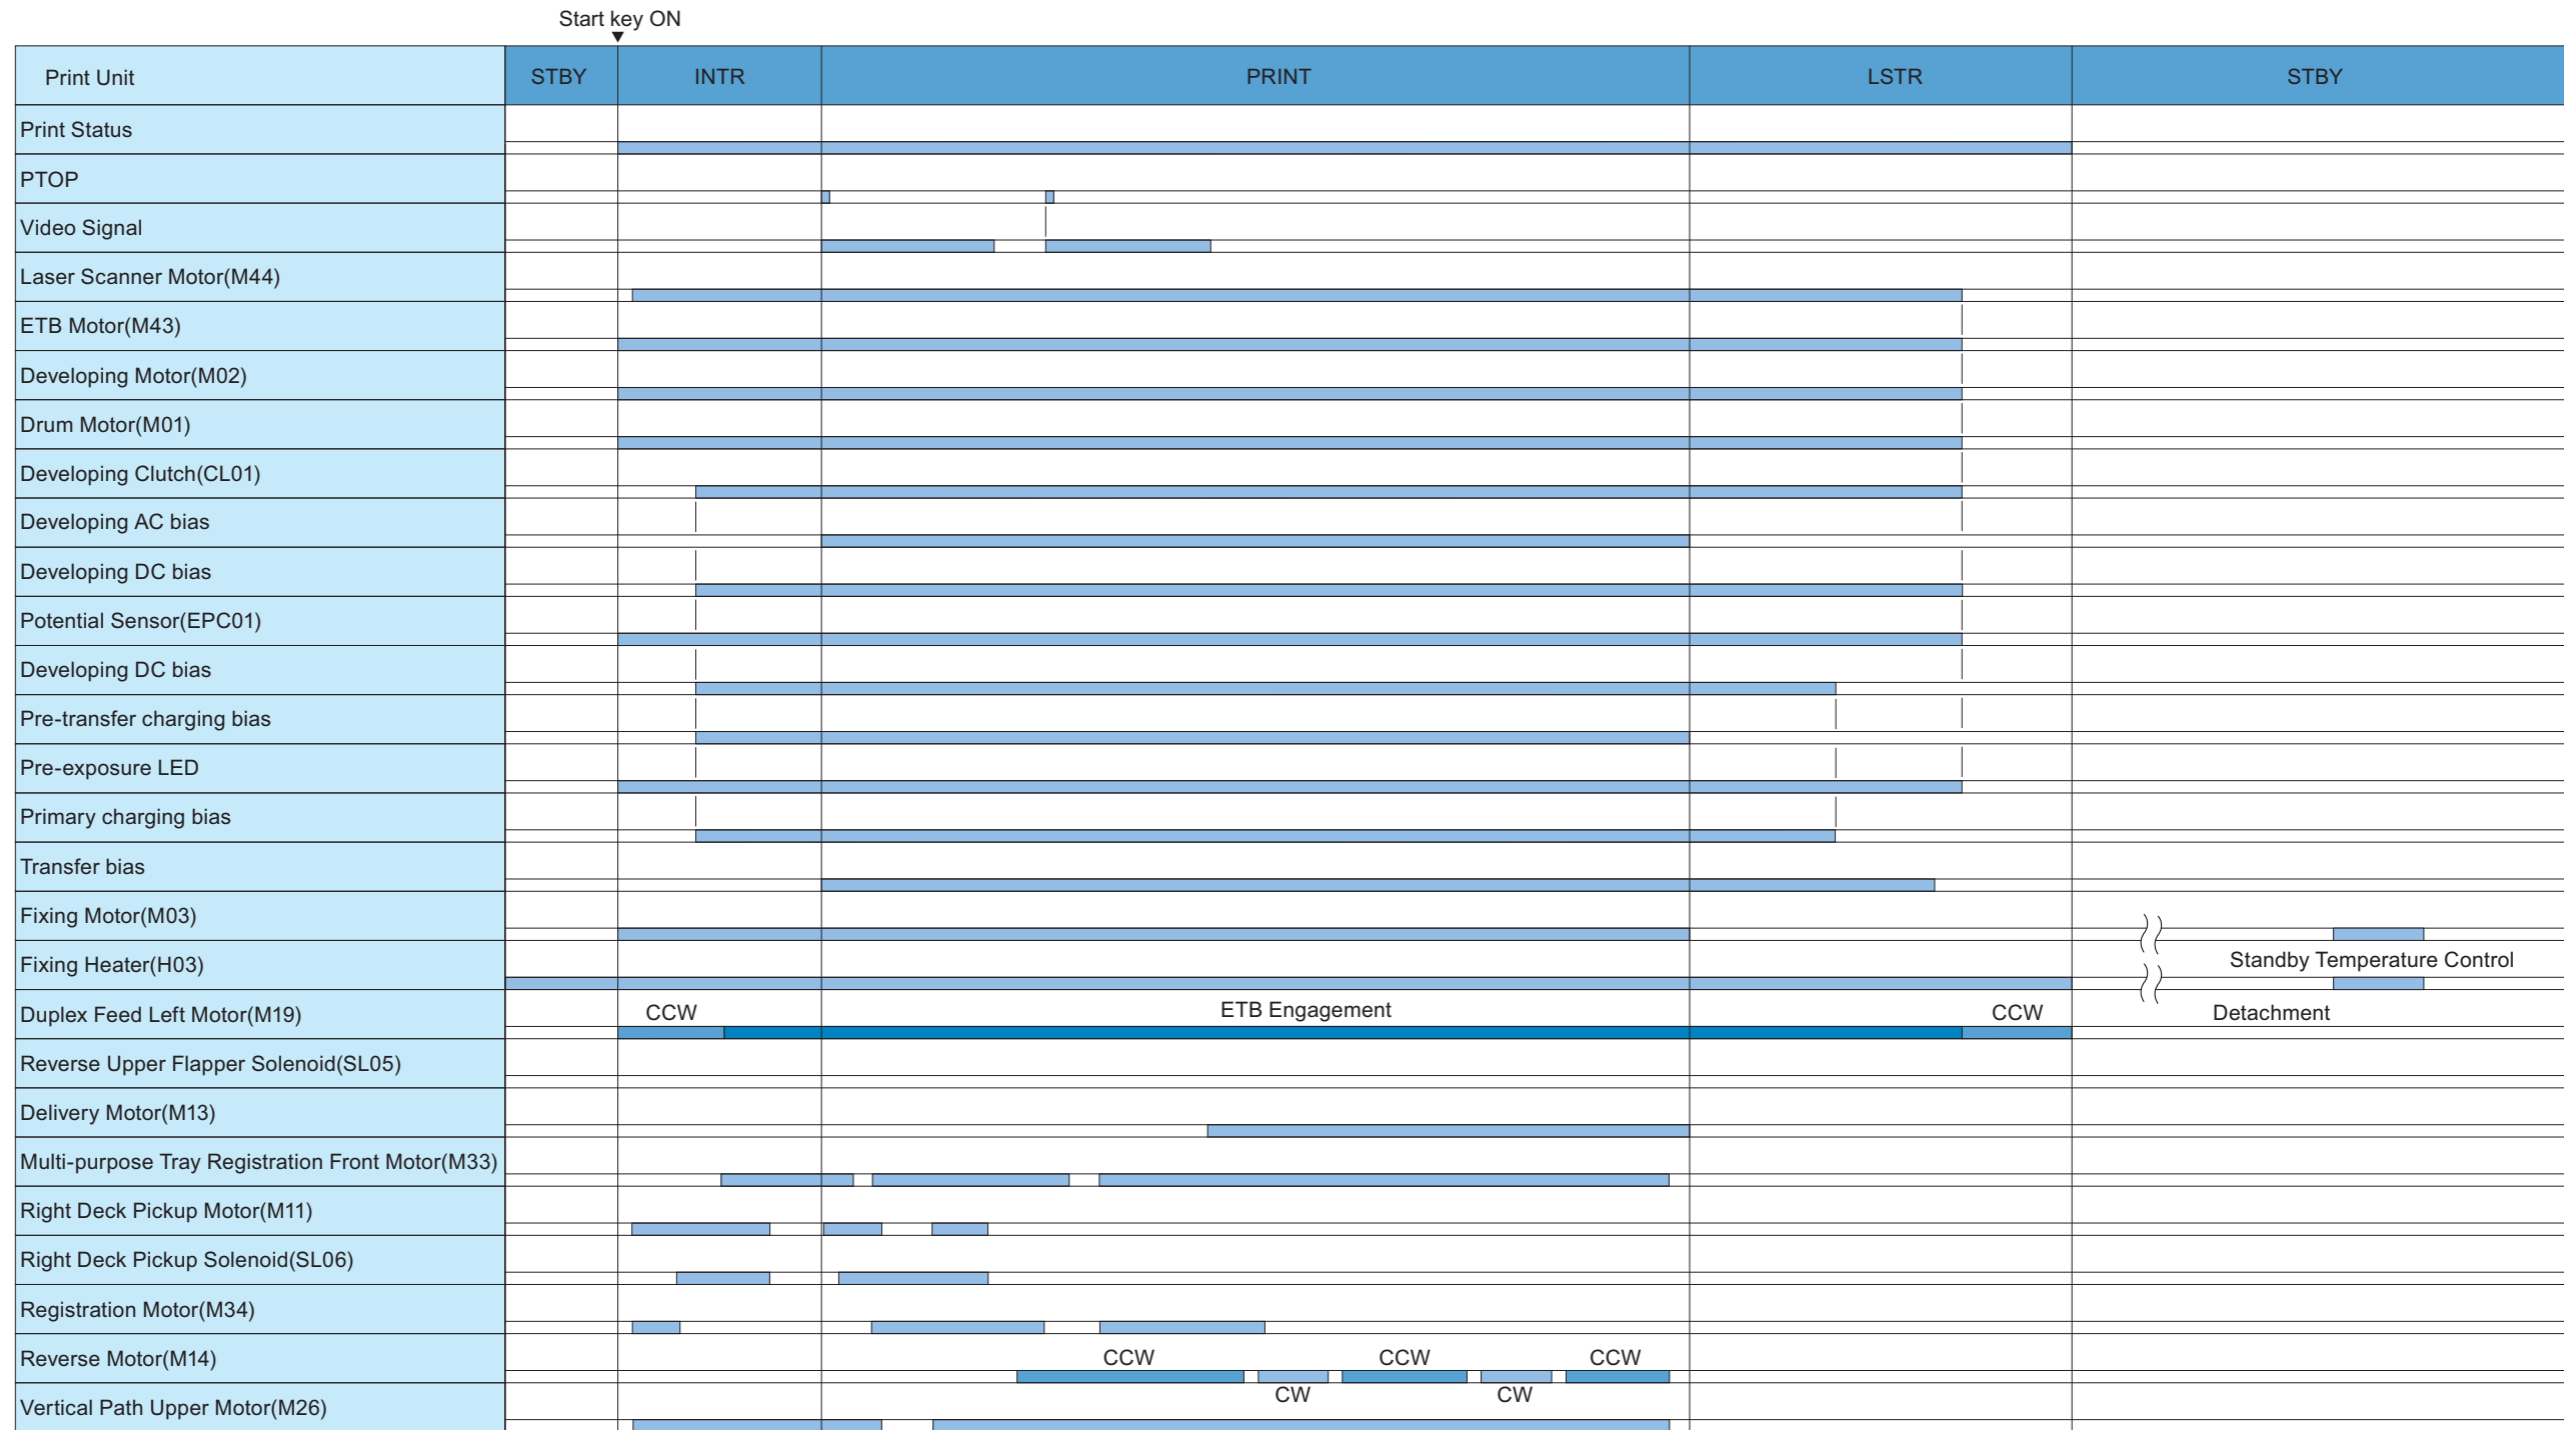 Start key ON
Print Unit STBY INTR PRINT LSTR STBY
Print Status
PTOP
Video Signal
Laser Scanner Motor(M44)
ETB Motor(M43)
Developing Motor(M02)
Drum Motor(M01)
Developing Clutch(CL01)
Developing AC bias
Developing DC bias
Potential Sensor(EPC01)
Developing DC bias
Pre-transfer charging bias
Pre-exposure LED
Primary charging bias
Transfer bias
Fixing Motor(M03)
Fixing Heater(H03) Standby Temperature Control
Duplex Feed Left Motor(M19) CCW ETB Engagement CCW Detachment
Reverse Upper Flapper Solenoid(SL05)
Delivery Motor(M13)
Multi-purpose Tray Registration Front Motor(M33)
Right Deck Pickup Motor(M11)
Right Deck Pickup Solenoid(SL06)
Registration Motor(M34)
Reverse Motor(M14) CCW CCW CCW
CW CW
Vertical Path Upper Motor(M26)